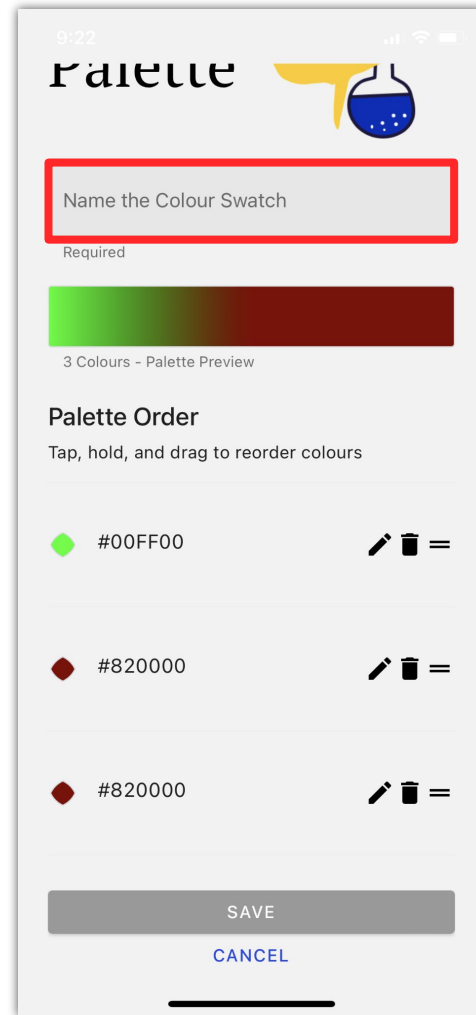 9:22
Palette
Name the Colour Swatch
Required
3 Colours - Palette Preview
Palette Order
Tap, hold, and drag to reorder colours
#00FF00
#820000
#820000
SAVE
CANCEL